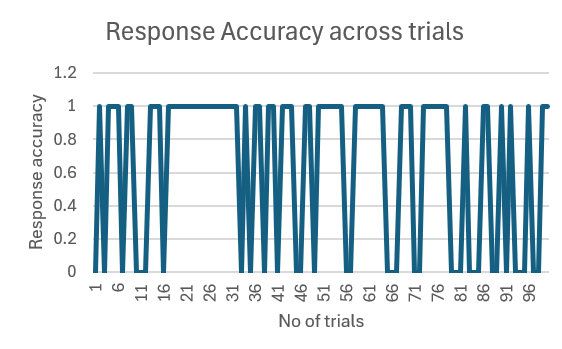 Response Accuracy across trials
1.2
1
0.8
0.6
0.4
0.2
0
Response accuracy
1 6 11 16 21 26 31 36 41 46 51 56 61 66 71 76 81 86 91 96
No of trials